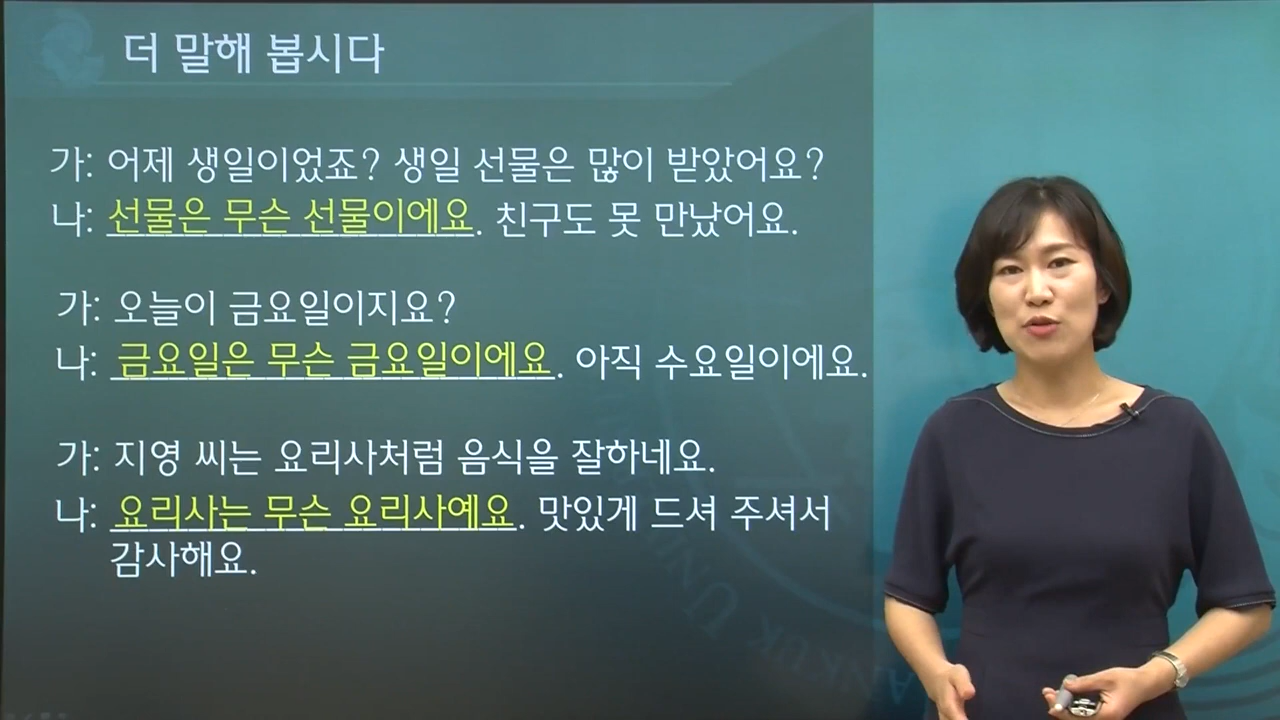 더 말해 봅시다
가: 어제 생일이었죠? 생일 선물은 많이 받았어요?
나: 선물은 무슨 선물이에요. 친구도 못 만났어요.
가: 오늘이 금요일이지요?
나: 금요일은 무슨 금요일이에요. 아직 수요일이에요.
가: 지영 씨는 요리사처럼 음식을 잘하네요.
나: 요리사는 무슨 요리사예요. 맛있게 드셔 주셔서
감사해요.